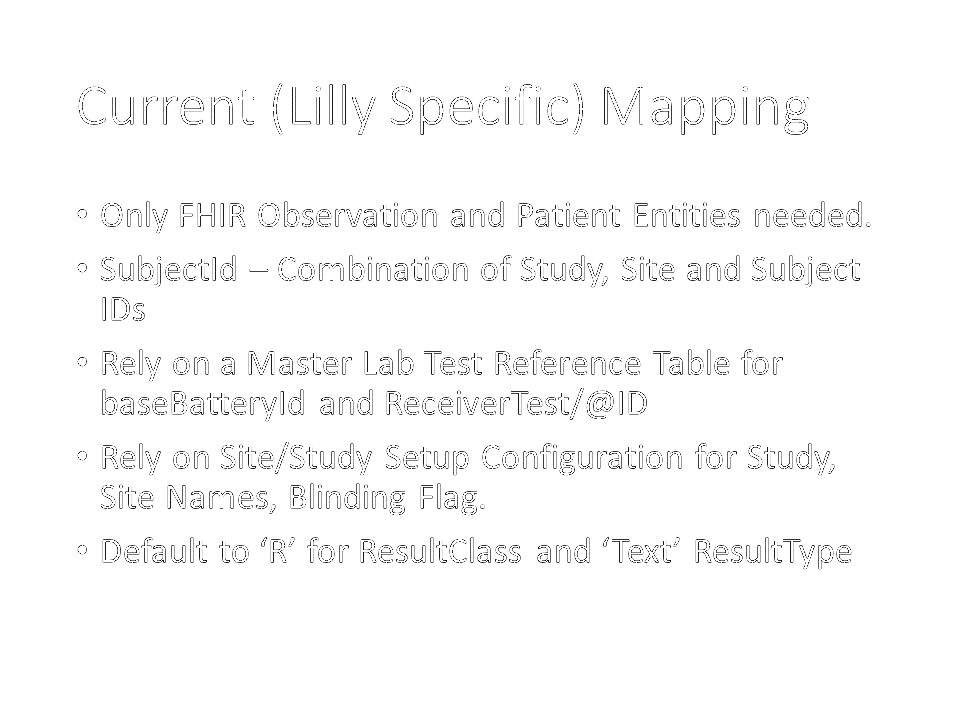 Current (Lilly Specific) Mapping
• Only FHIR Observation and Patient Entities needed.
• SubjectId – Combination of Study, Site and Subject
IDs
• Rely on a Master Lab Test Reference Table for
baseBatteryId and ReceiverTest/@ID
• Rely on Site/Study Setup Configuration for Study,
Site Names, Blinding Flag.
• Default to ‘R’ for ResultClass and ‘Text’ ResultType